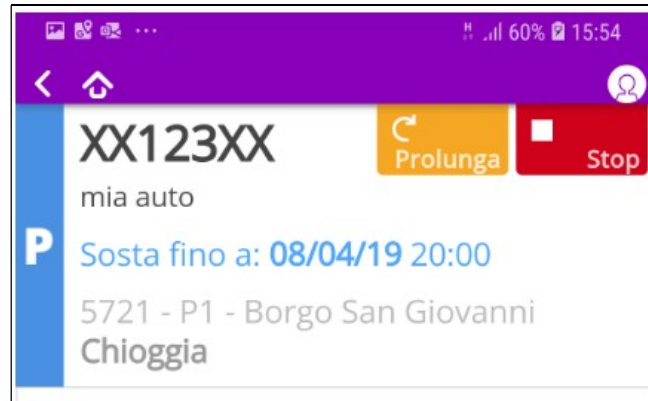 60% 15:54
XX123XX
Prolunga
Stop
mia auto
P
Sosta fino a: 08/04/19 20:00
5721 - P1 - Borgo San Giovanni
Chioggia